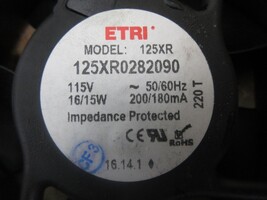 ETRI
MODEL: 125XR
125XR0282090
115V ~ 50/60Hz
16/15W 200/180mA
220 T
Impedance Protected
CE RoHS
16.14.1